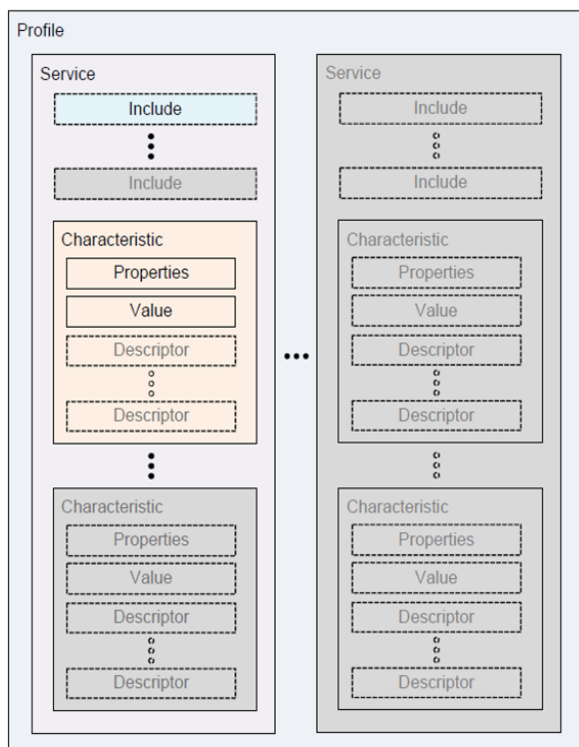 Profile
Service
Include
Include
Characteristic
Properties
Value
Descriptor
Descriptor
Characteristic
Properties
Value
Descriptor
Descriptor
Service
Include
Include
Characteristic
Properties
Value
Descriptor
Descriptor
Characteristic
Properties
Value
Descriptor
Descriptor